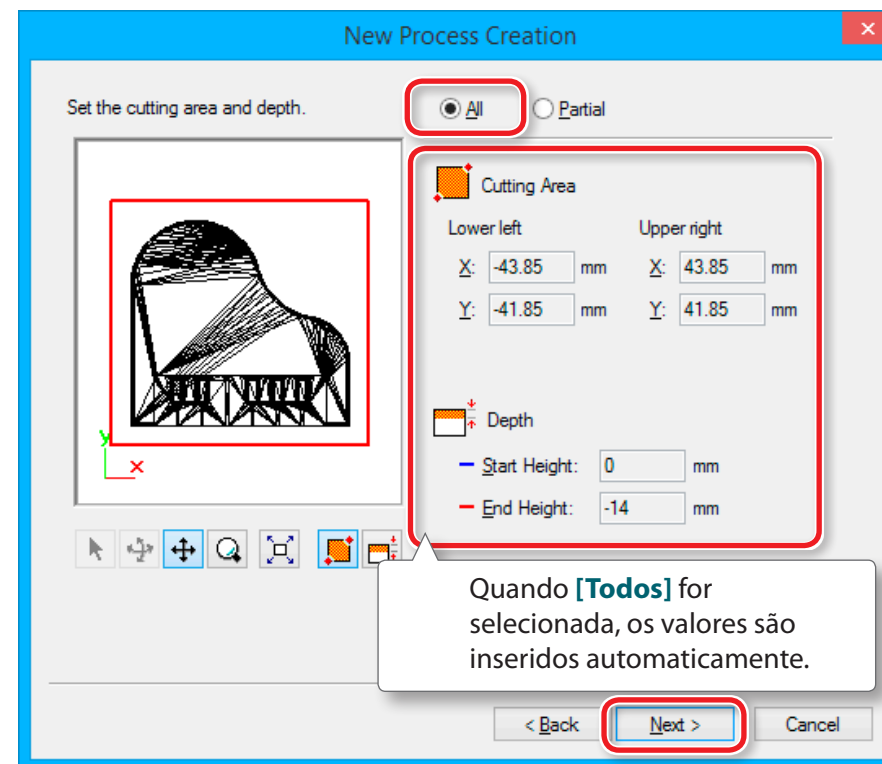 New Process Creation
Set the cutting area and depth.
All
Partial
Cutting Area
Lower left
Upper right
X: -43.85 mm X: 43.85 mm
Y: -41.85 mm Y: 41.85 mm
Depth
Start Height: 0 mm
End Height: -14 mm
y
x
Quando [Todos] for
selecionada, os valores são
inseridos automaticamente.
< Back
Next >
Cancel